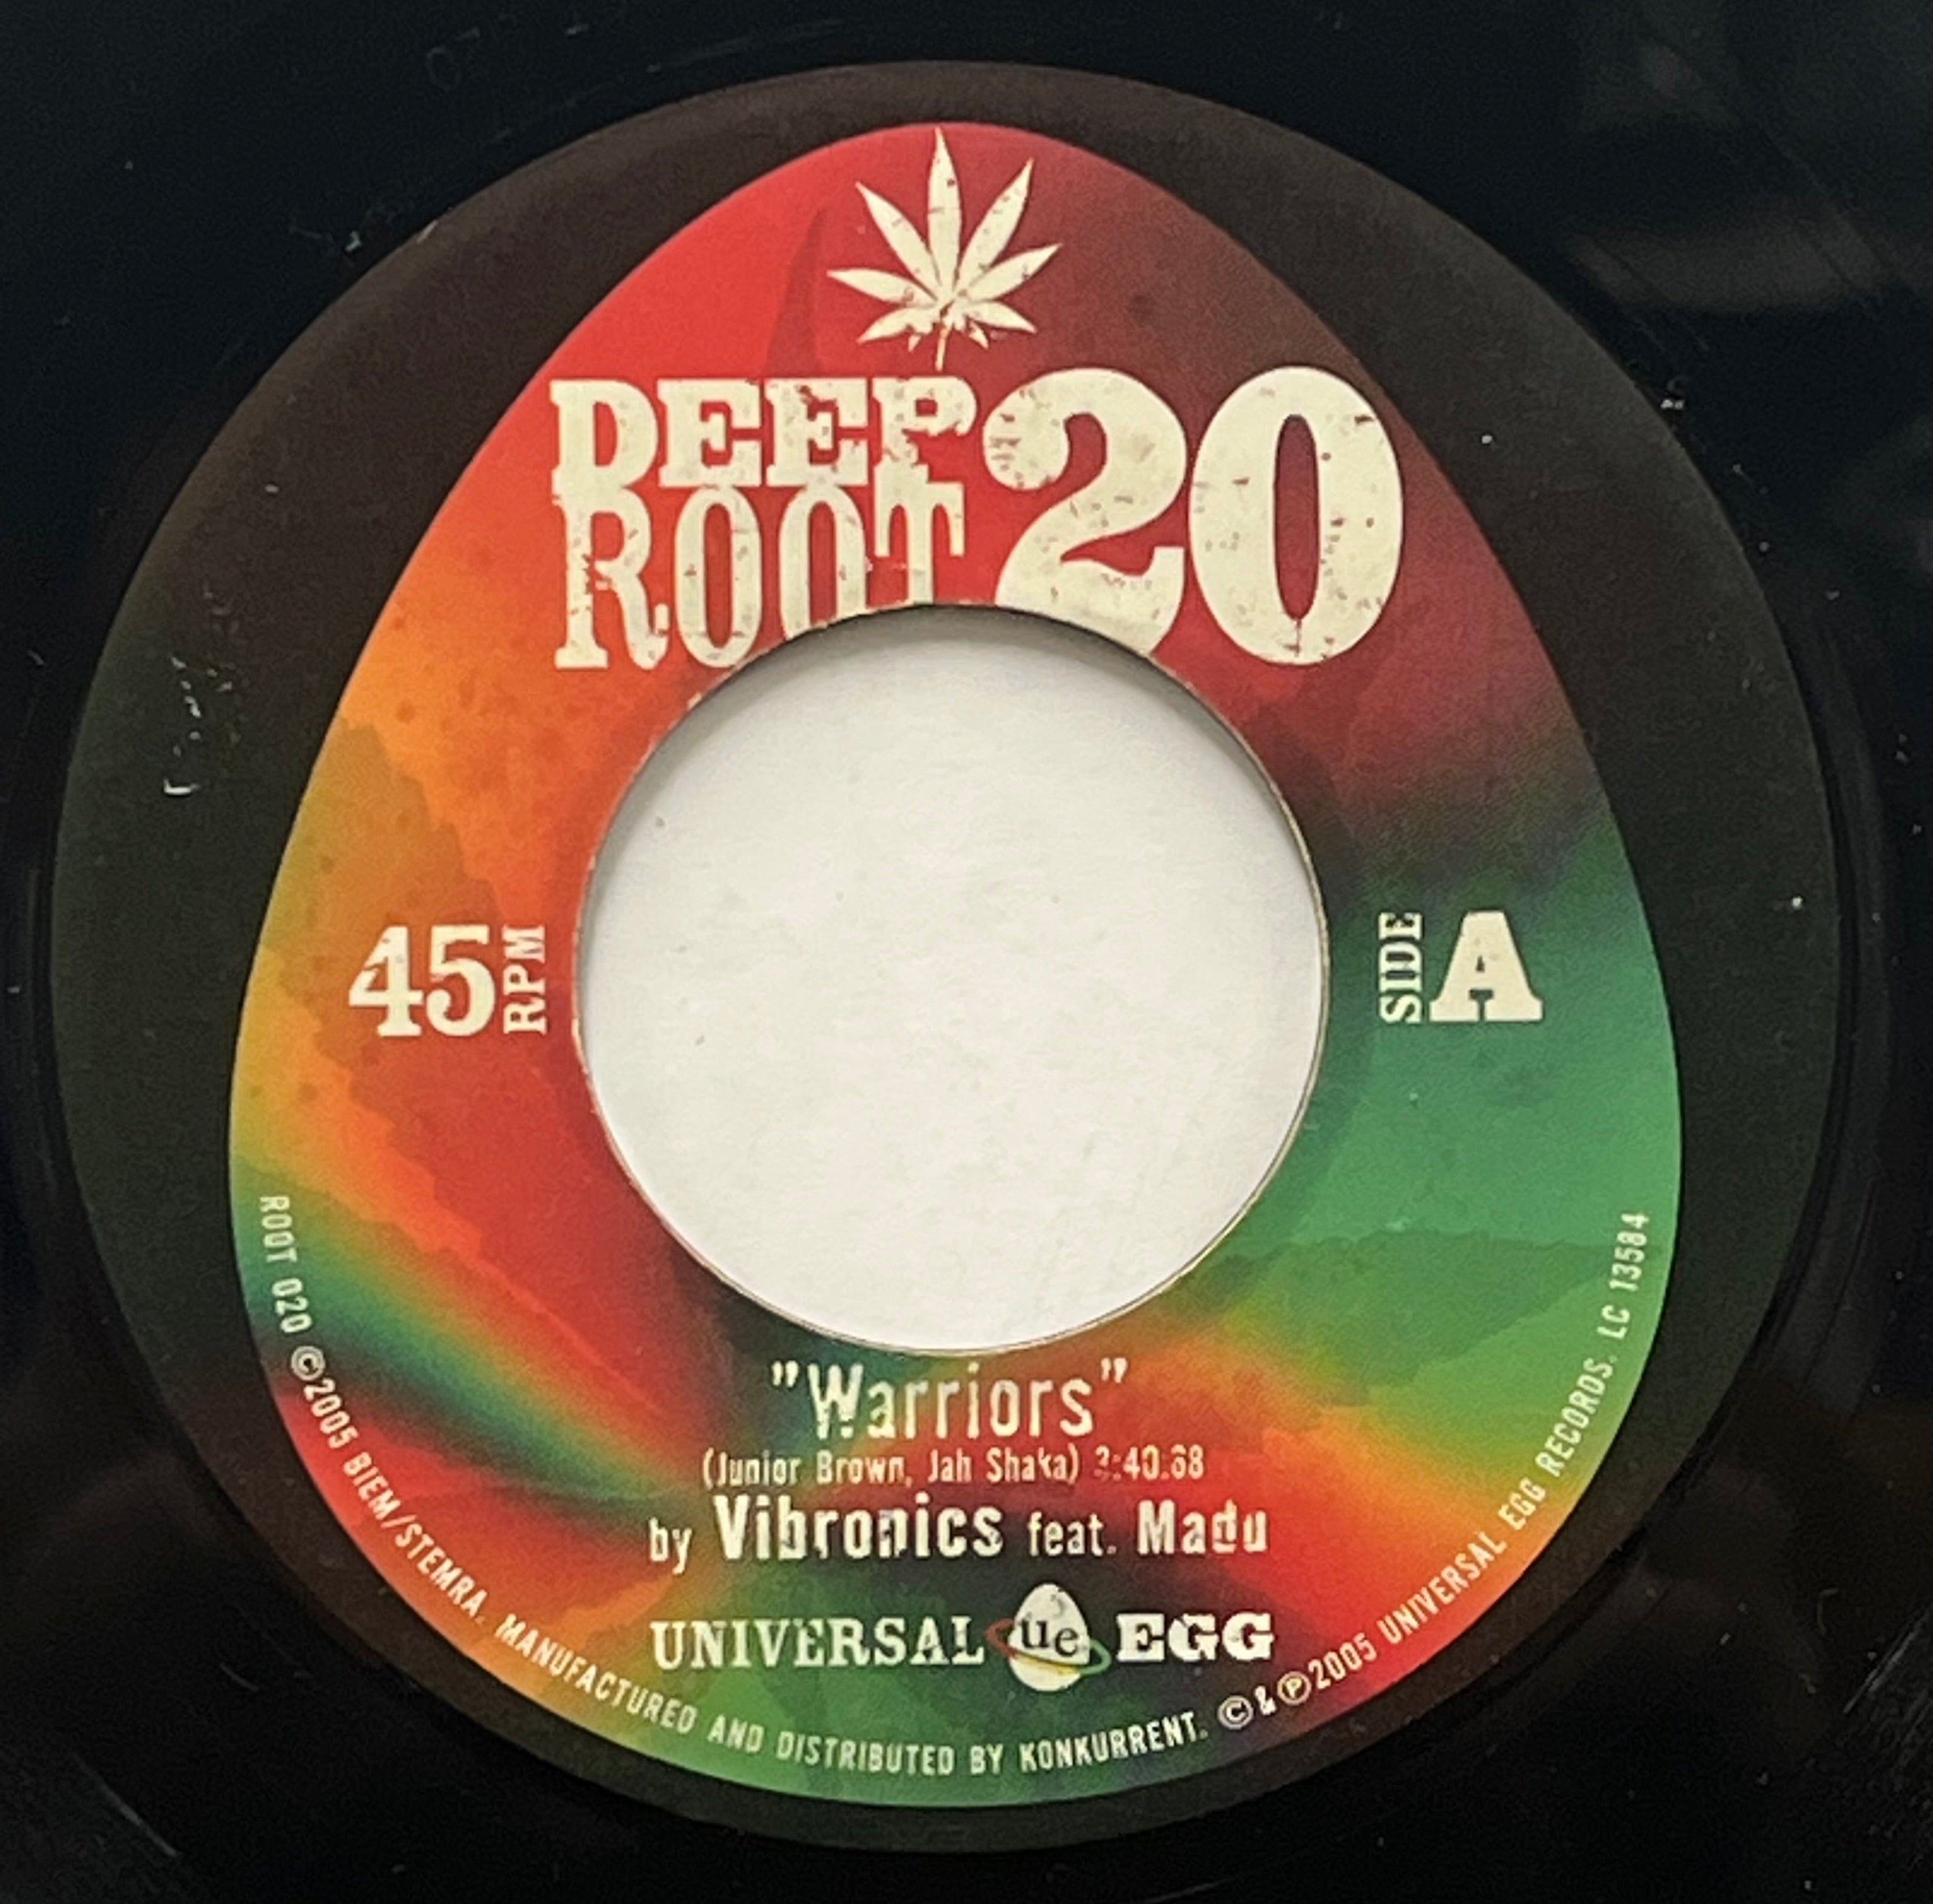 DEEP
ROOT 20
45 RPM
SIDE A
"Warriors"
(Junior Brown, Jah Shaka) 3:40.68
by Vibronics feat. Madu
UNIVERSAL ue EGG
ROOT 020 ©2005 BIEM/STEMRA. MANUFACTURED AND DISTRIBUTED BY KONKURRENT. ©&℗2005 UNIVERSAL EGG RECORDS. LC 13584